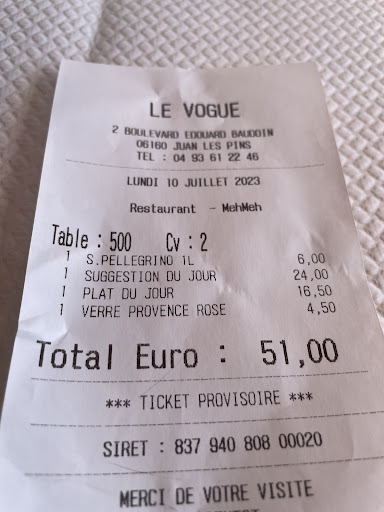 LE VOGUE
2 BOULEVARD EDOUARD BAUDOIN
06160 JUAN LES PINS
TEL : 04 93 61 22 46
LUNDI 10 JUILLET 2023
Restaurant - MehMeh
Table : 500 Cv : 2
1 S.PELLEGRINO 1L 6,00
1 SUGGESTION DU JOUR 24,00
1 PLAT DU JOUR 16,50
1 VERRE PROVENCE ROSE 4,50
Total Euro : 51,00
*** TICKET PROVISOIRE ***
SIRET : 837 940 808 00020
MERCI DE VOTRE VISITE